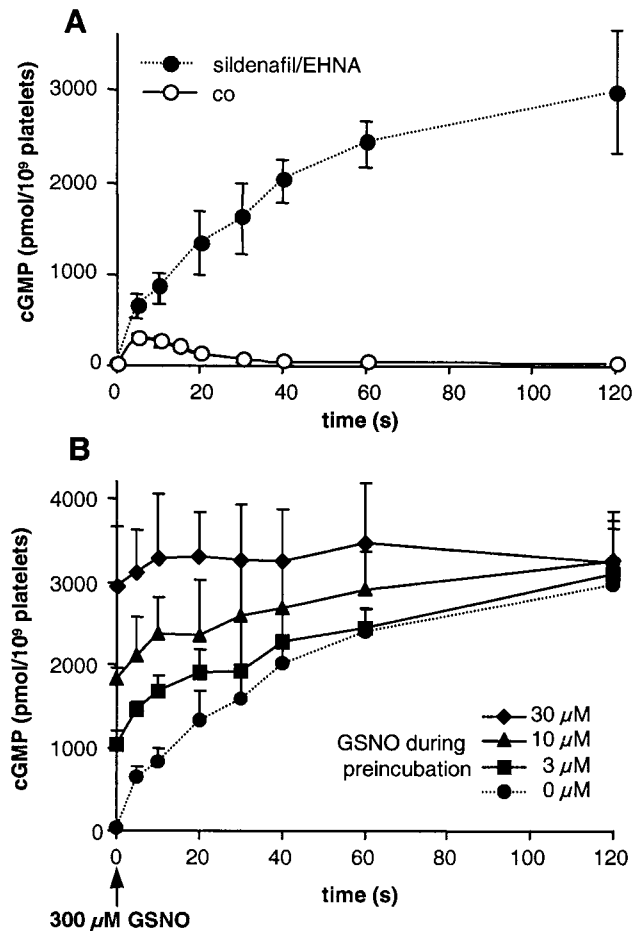 A
sildenafil/EHNA
co
cGMP (pmol/10⁹ platelets)
3000
2000
1000
0
0 20 40 60 80 100 120
time (s)
B
cGMP (pmol/10⁹ platelets)
4000
3000
2000
1000
0
GSNO during
preincubation
30 µM
10 µM
3 µM
0 µM
0 20 40 60 80 100 120
time (s)
300 µM GSNO